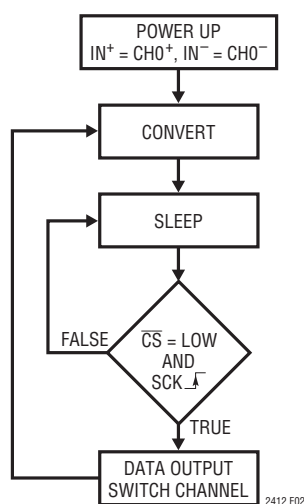 POWER UP
IN⁺ = CH0⁺, IN⁻ = CH0⁻
CONVERT
SLEEP
FALSE
C̅S̅ = LOW
AND
SCK
TRUE
DATA OUTPUT
SWITCH CHANNEL
2412 F02